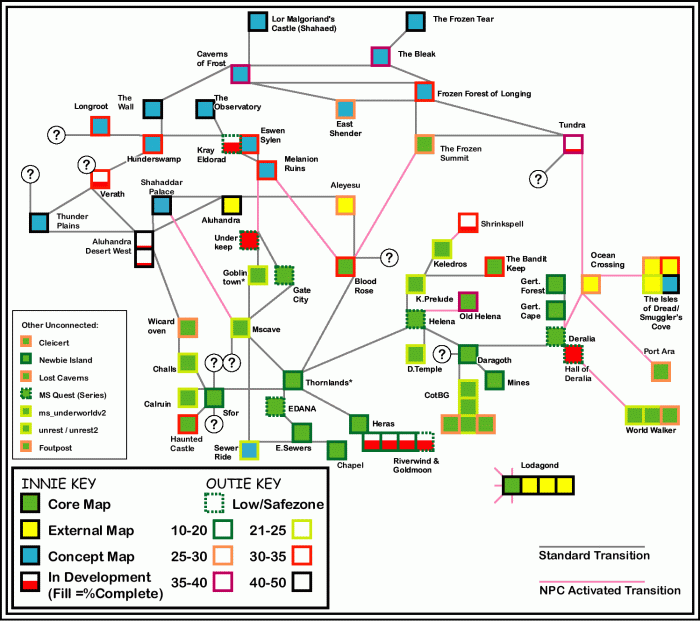 Lor Malgoriand's
Castle (Shahaed)
The Frozen Tear
Caverns
of Frost
The Bleak
The
Wall
The
Observatory
Frozen Forest of Longing
Longroot
East
Shender
Tundra
?
Hunderswamp
Kray
Eldorad
Eswen
Sylen
The Frozen
Summit
?
Melanion
Ruins
?
Verath
?
Shahaddar
Palace
Aleyesu
Thunder
Plains
Aluhandra
Shrinkspell
Aluhandra
Desert West
Under
keep
Keledros
The Bandit
Keep
Ocean
Crossing
?
Goblin
town*
Gate
City
Blood
Rose
Gert.
Forest
K.Prelude
Old Helena
The Isles
of Dread/
Smuggler's
Cove
Gert.
Cape
Wicard
oven
Mscave
Helena
Deralia
Other Unconnected:
Cleicert
Newbie Island
Lost Caverns
MS Quest (Series)
ms_underworldv2
unrest / unrest2
Foutpost
Challs
?
?
D.Temple
?
Daragoth
Hall of
Deralia
Port Ara
Thornlands*
Mines
Calruin
Sfor
CotBG
EDANA
?
Haunted
Castle
Heras
World Walker
Sewer
Ride
E.Sewers
Chapel
Riverwind &
Goldmoon
Lodagond
INNIE KEY
OUTIE KEY
Core Map
Low/Safezone
External Map
10-20
21-25
Concept Map
25-30
30-35
In Development
(Fill =%Complete)
35-40
40-50
Standard Transition
NPC Activated Transition